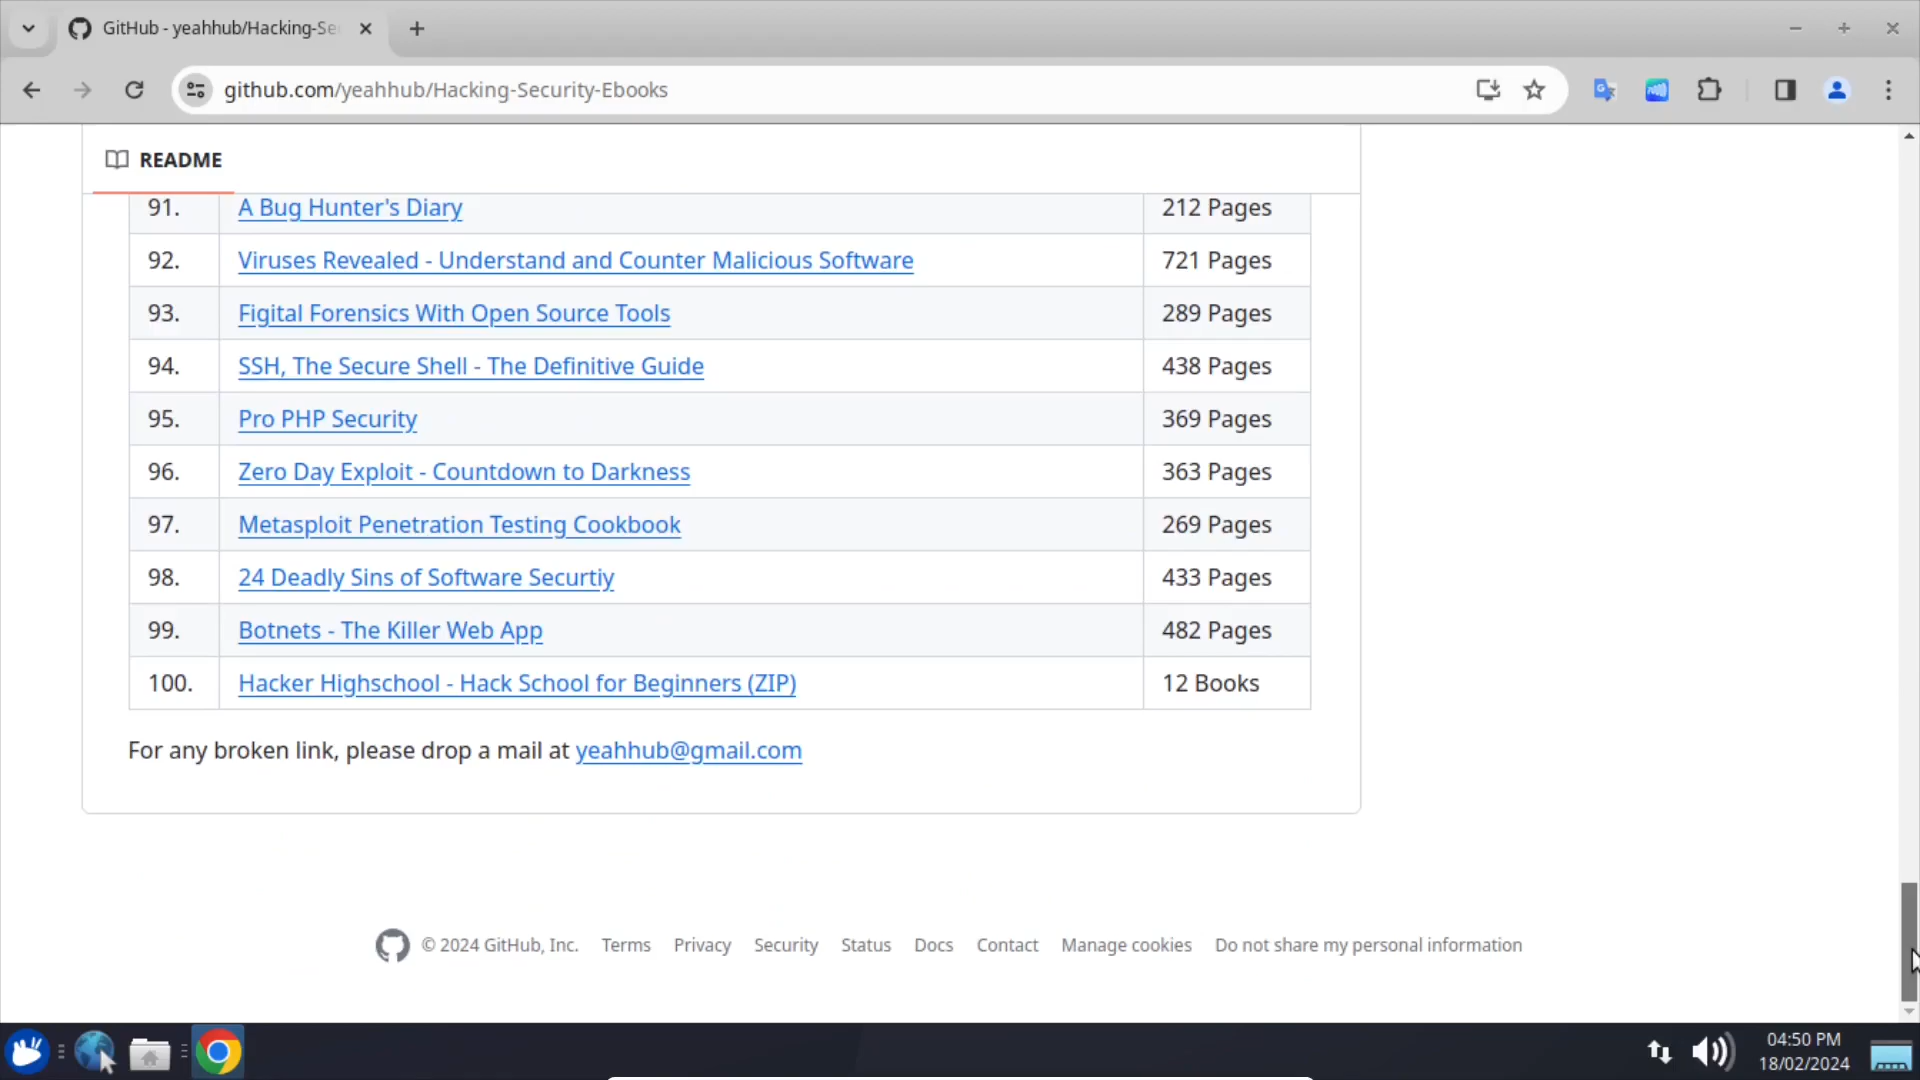 GitHub - yeahhub/Hacking-Se
github.com/yeahhub/Hacking-Security-Ebooks
README
91. A Bug Hunter's Diary 212 Pages
92. Viruses Revealed - Understand and Counter Malicious Software 721 Pages
93. Figital Forensics With Open Source Tools 289 Pages
94. SSH, The Secure Shell - The Definitive Guide 438 Pages
95. Pro PHP Security 369 Pages
96. Zero Day Exploit - Countdown to Darkness 363 Pages
97. Metasploit Penetration Testing Cookbook 269 Pages
98. 24 Deadly Sins of Software Securtiy 433 Pages
99. Botnets - The Killer Web App 482 Pages
100. Hacker Highschool - Hack School for Beginners (ZIP) 12 Books
For any broken link, please drop a mail at yeahhub@gmail.com
© 2024 GitHub, Inc. Terms Privacy Security Status Docs Contact Manage cookies Do not share my personal information
04:50 PM
18/02/2024